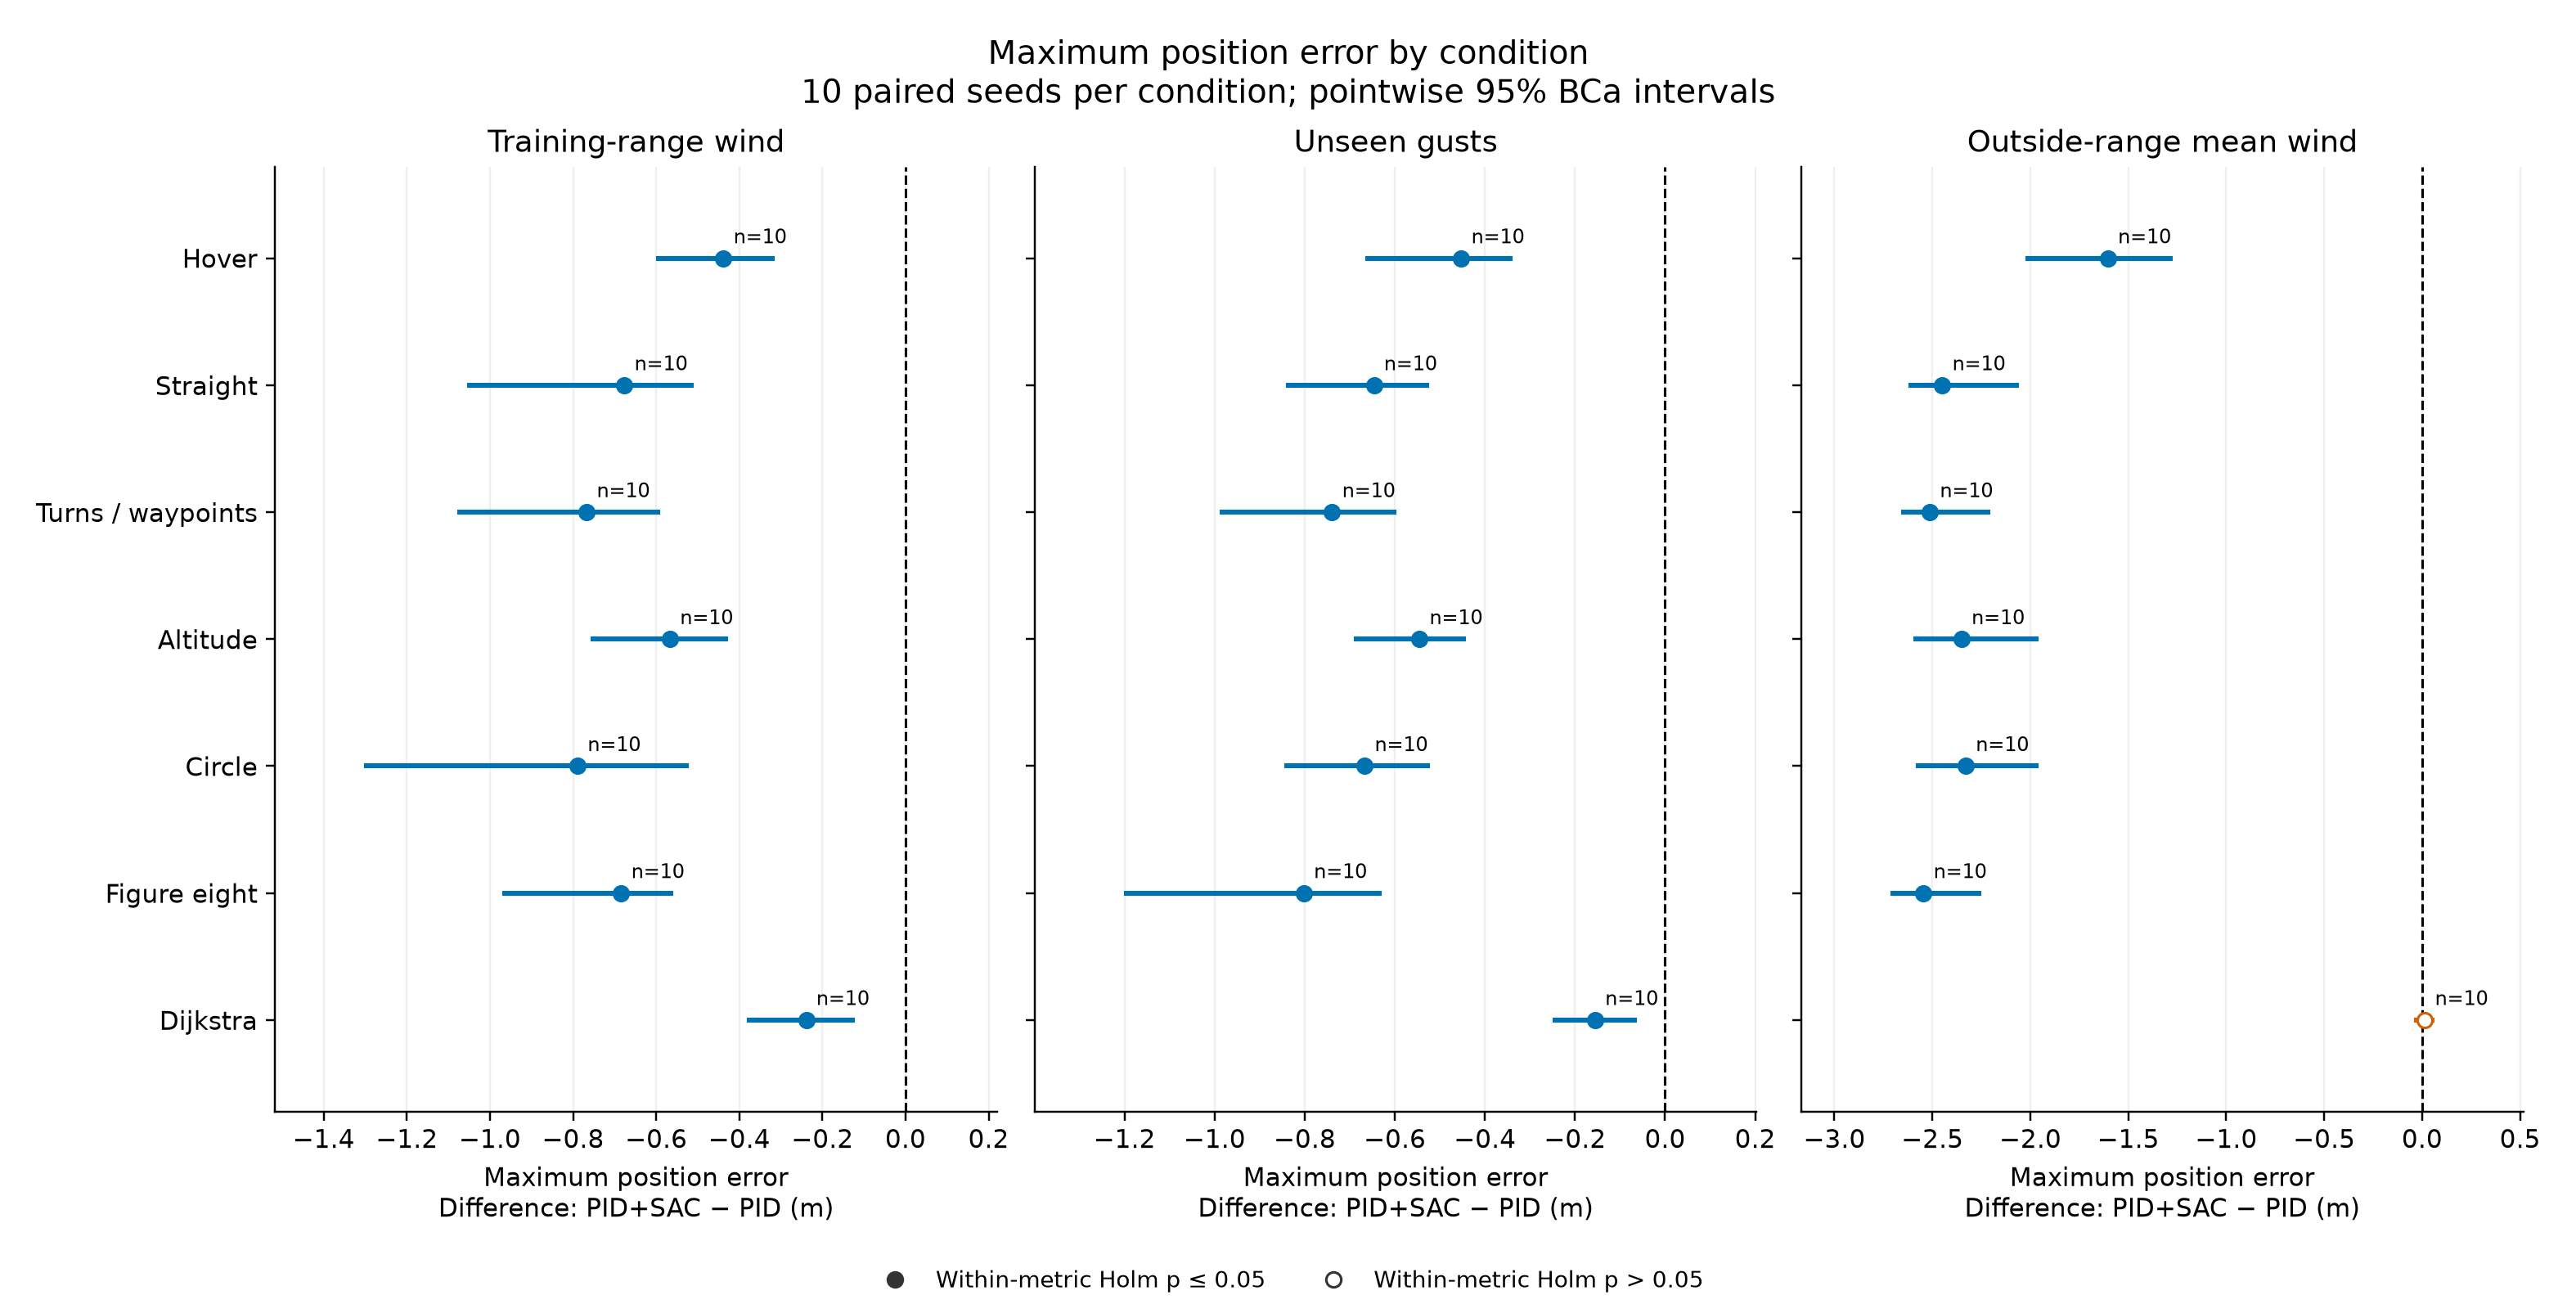 Maximum position error by condition
10 paired seeds per condition; pointwise 95% BCa intervals
Training-range wind
Unseen gusts
Outside-range mean wind
Hover
n=10
n=10
n=10
Straight
n=10
n=10
n=10
Turns / waypoints
n=10
n=10
n=10
Altitude
n=10
n=10
n=10
Circle
n=10
n=10
n=10
Figure eight
n=10
n=10
n=10
Dijkstra
n=10
n=10
n=10
−1.4 −1.2 −1.0 −0.8 −0.6 −0.4 −0.2 0.0 0.2
−1.2 −1.0 −0.8 −0.6 −0.4 −0.2 0.0 0.2
−3.0 −2.5 −2.0 −1.5 −1.0 −0.5 0.0 0.5
Maximum position error
Difference: PID+SAC − PID (m)
Maximum position error
Difference: PID+SAC − PID (m)
Maximum position error
Difference: PID+SAC − PID (m)
Within-metric Holm p ≤ 0.05
Within-metric Holm p > 0.05